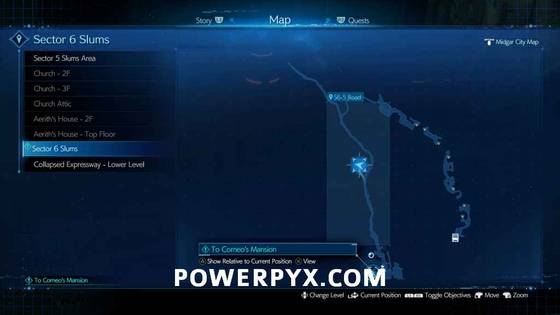 Story
Map
Quests
Sector 6 Slums
Midgar City Map
Sector 5 Slums Area
Church - 2F
Church - 3F
Church Attic
Aerith's House - 2F
Aerith's House - Top Floor
Sector 6 Slums
Collapsed Expressway - Lower Level
S6-5 Road
To Corneo's Mansion
Show Relative to Current Position
View
POWERPYX.COM
To Corneo's Mansion
Change Level
Current Position
Toggle Objectives
Move
Zoom